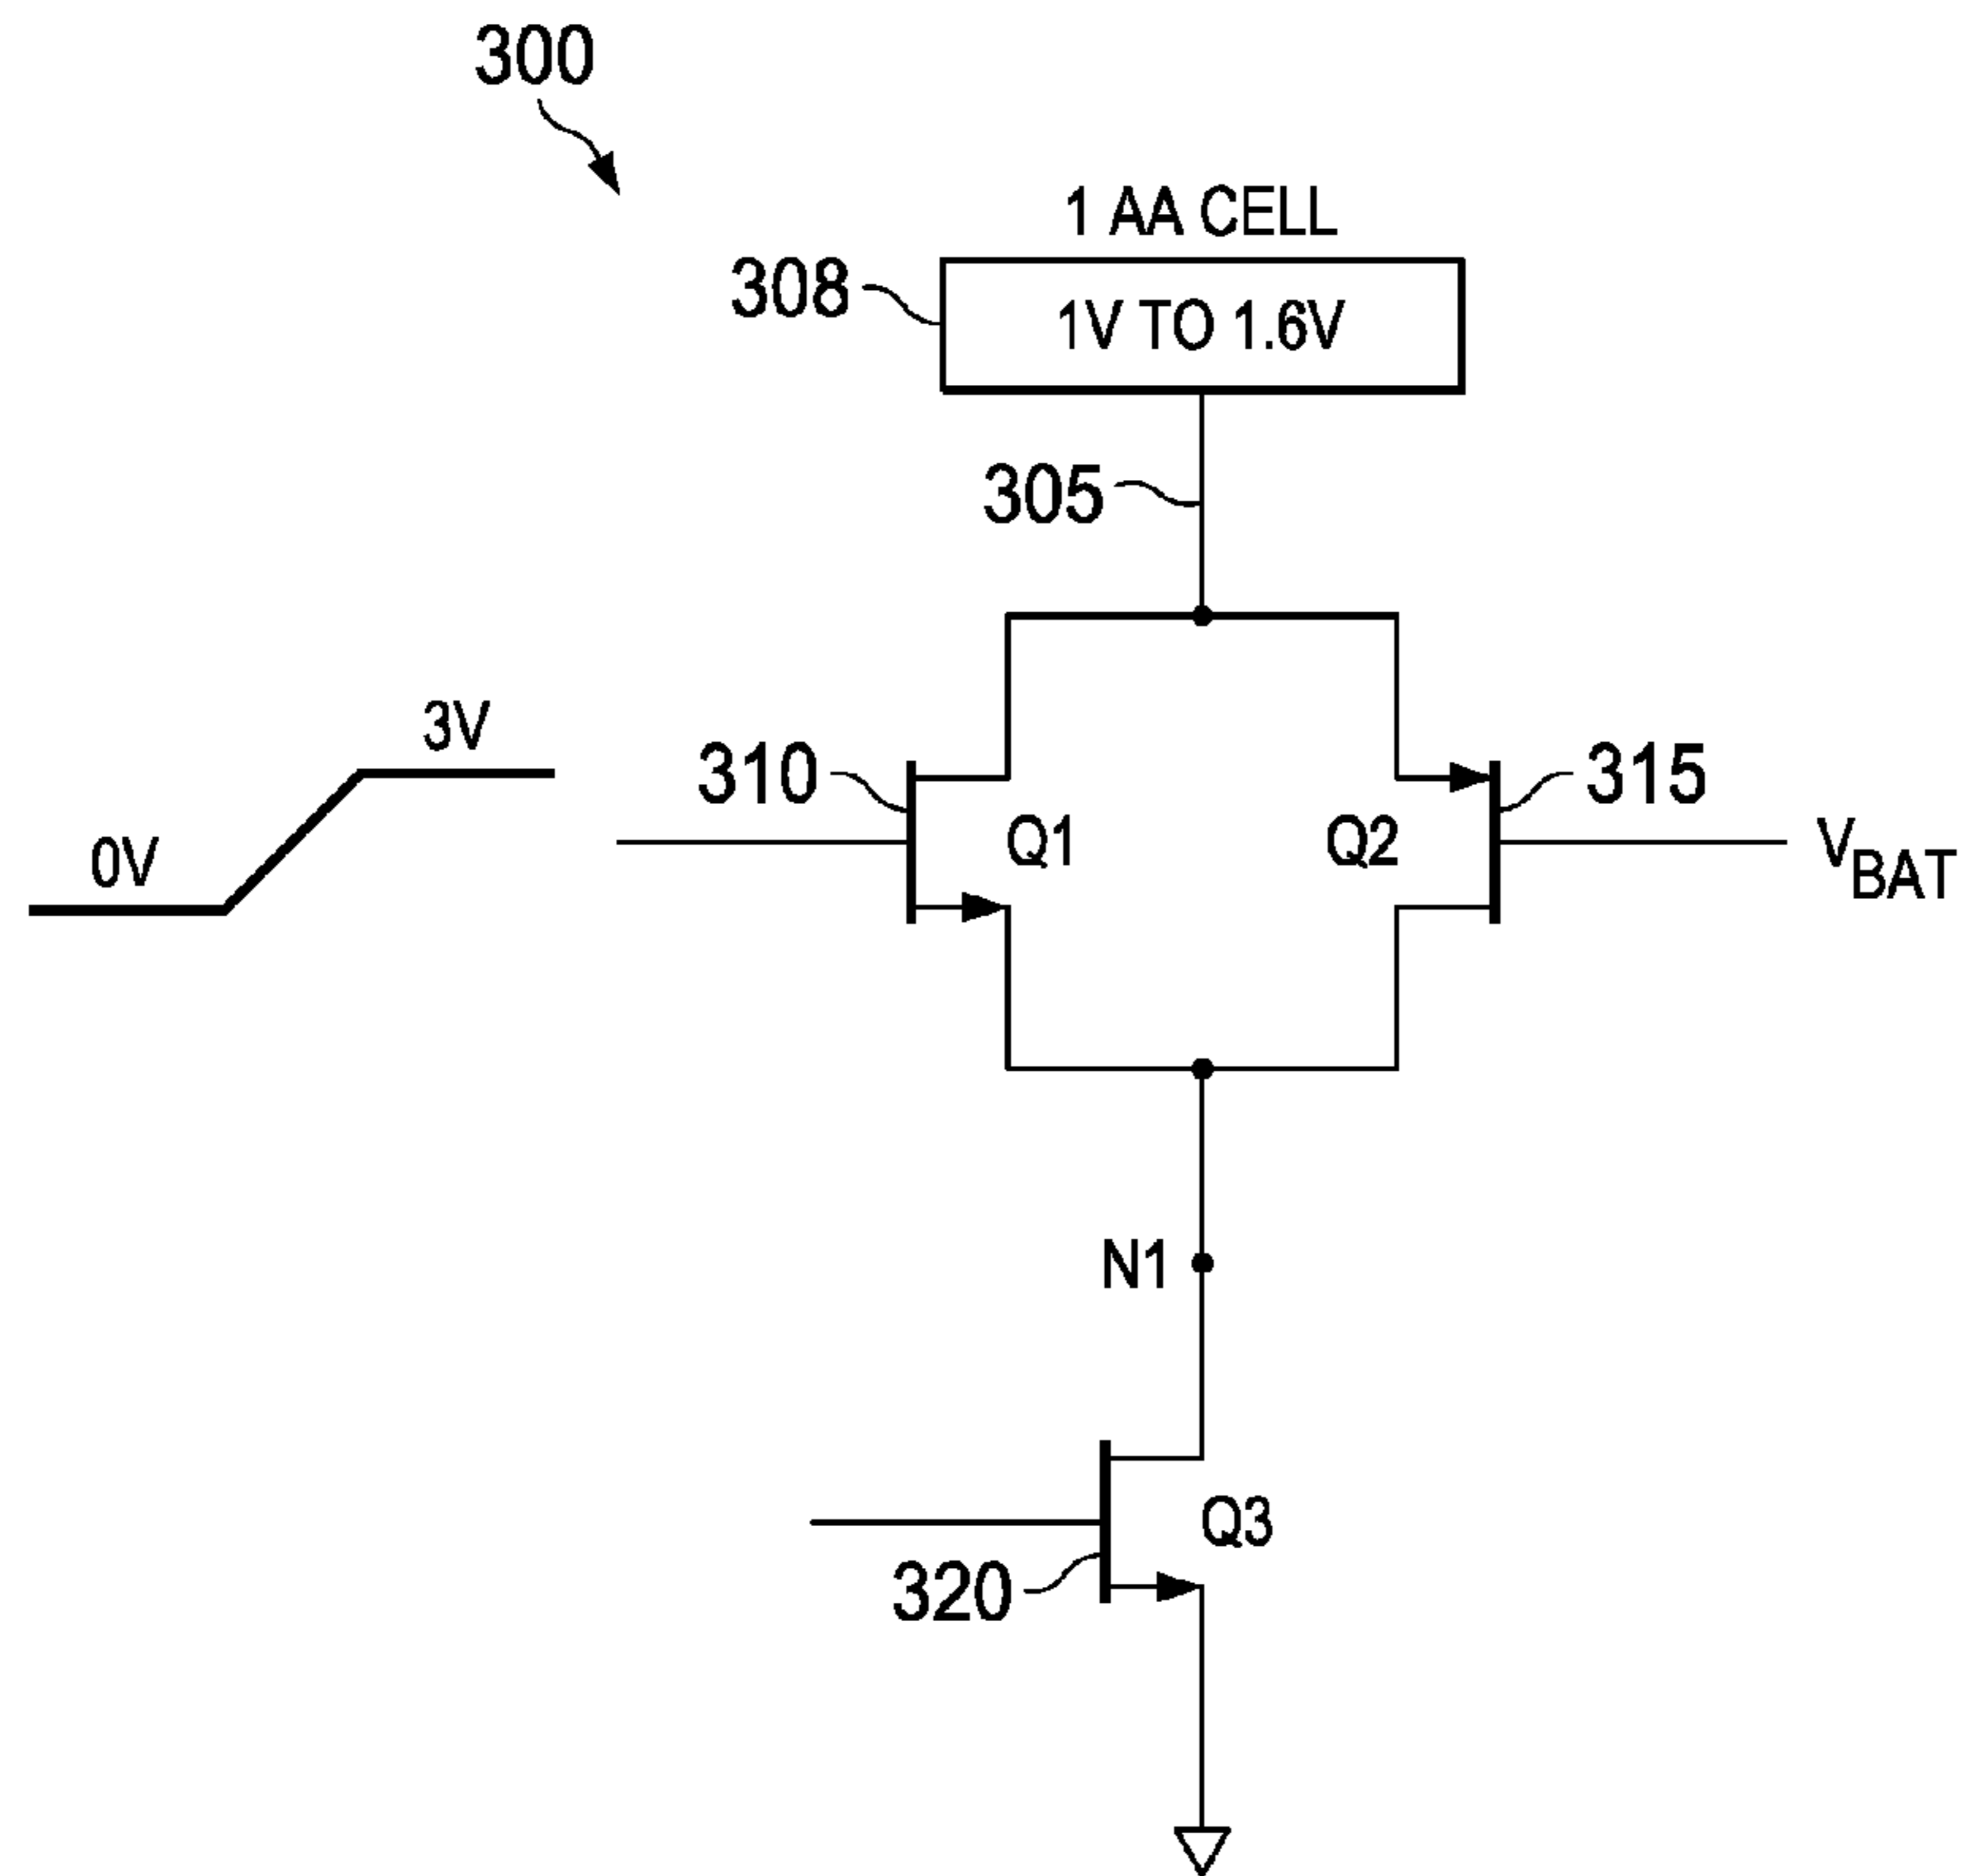 300
1 AA CELL
308
1V TO 1.6V
305
3V
310
315
0V
Q1
Q2
VBAT
N1
Q3
320